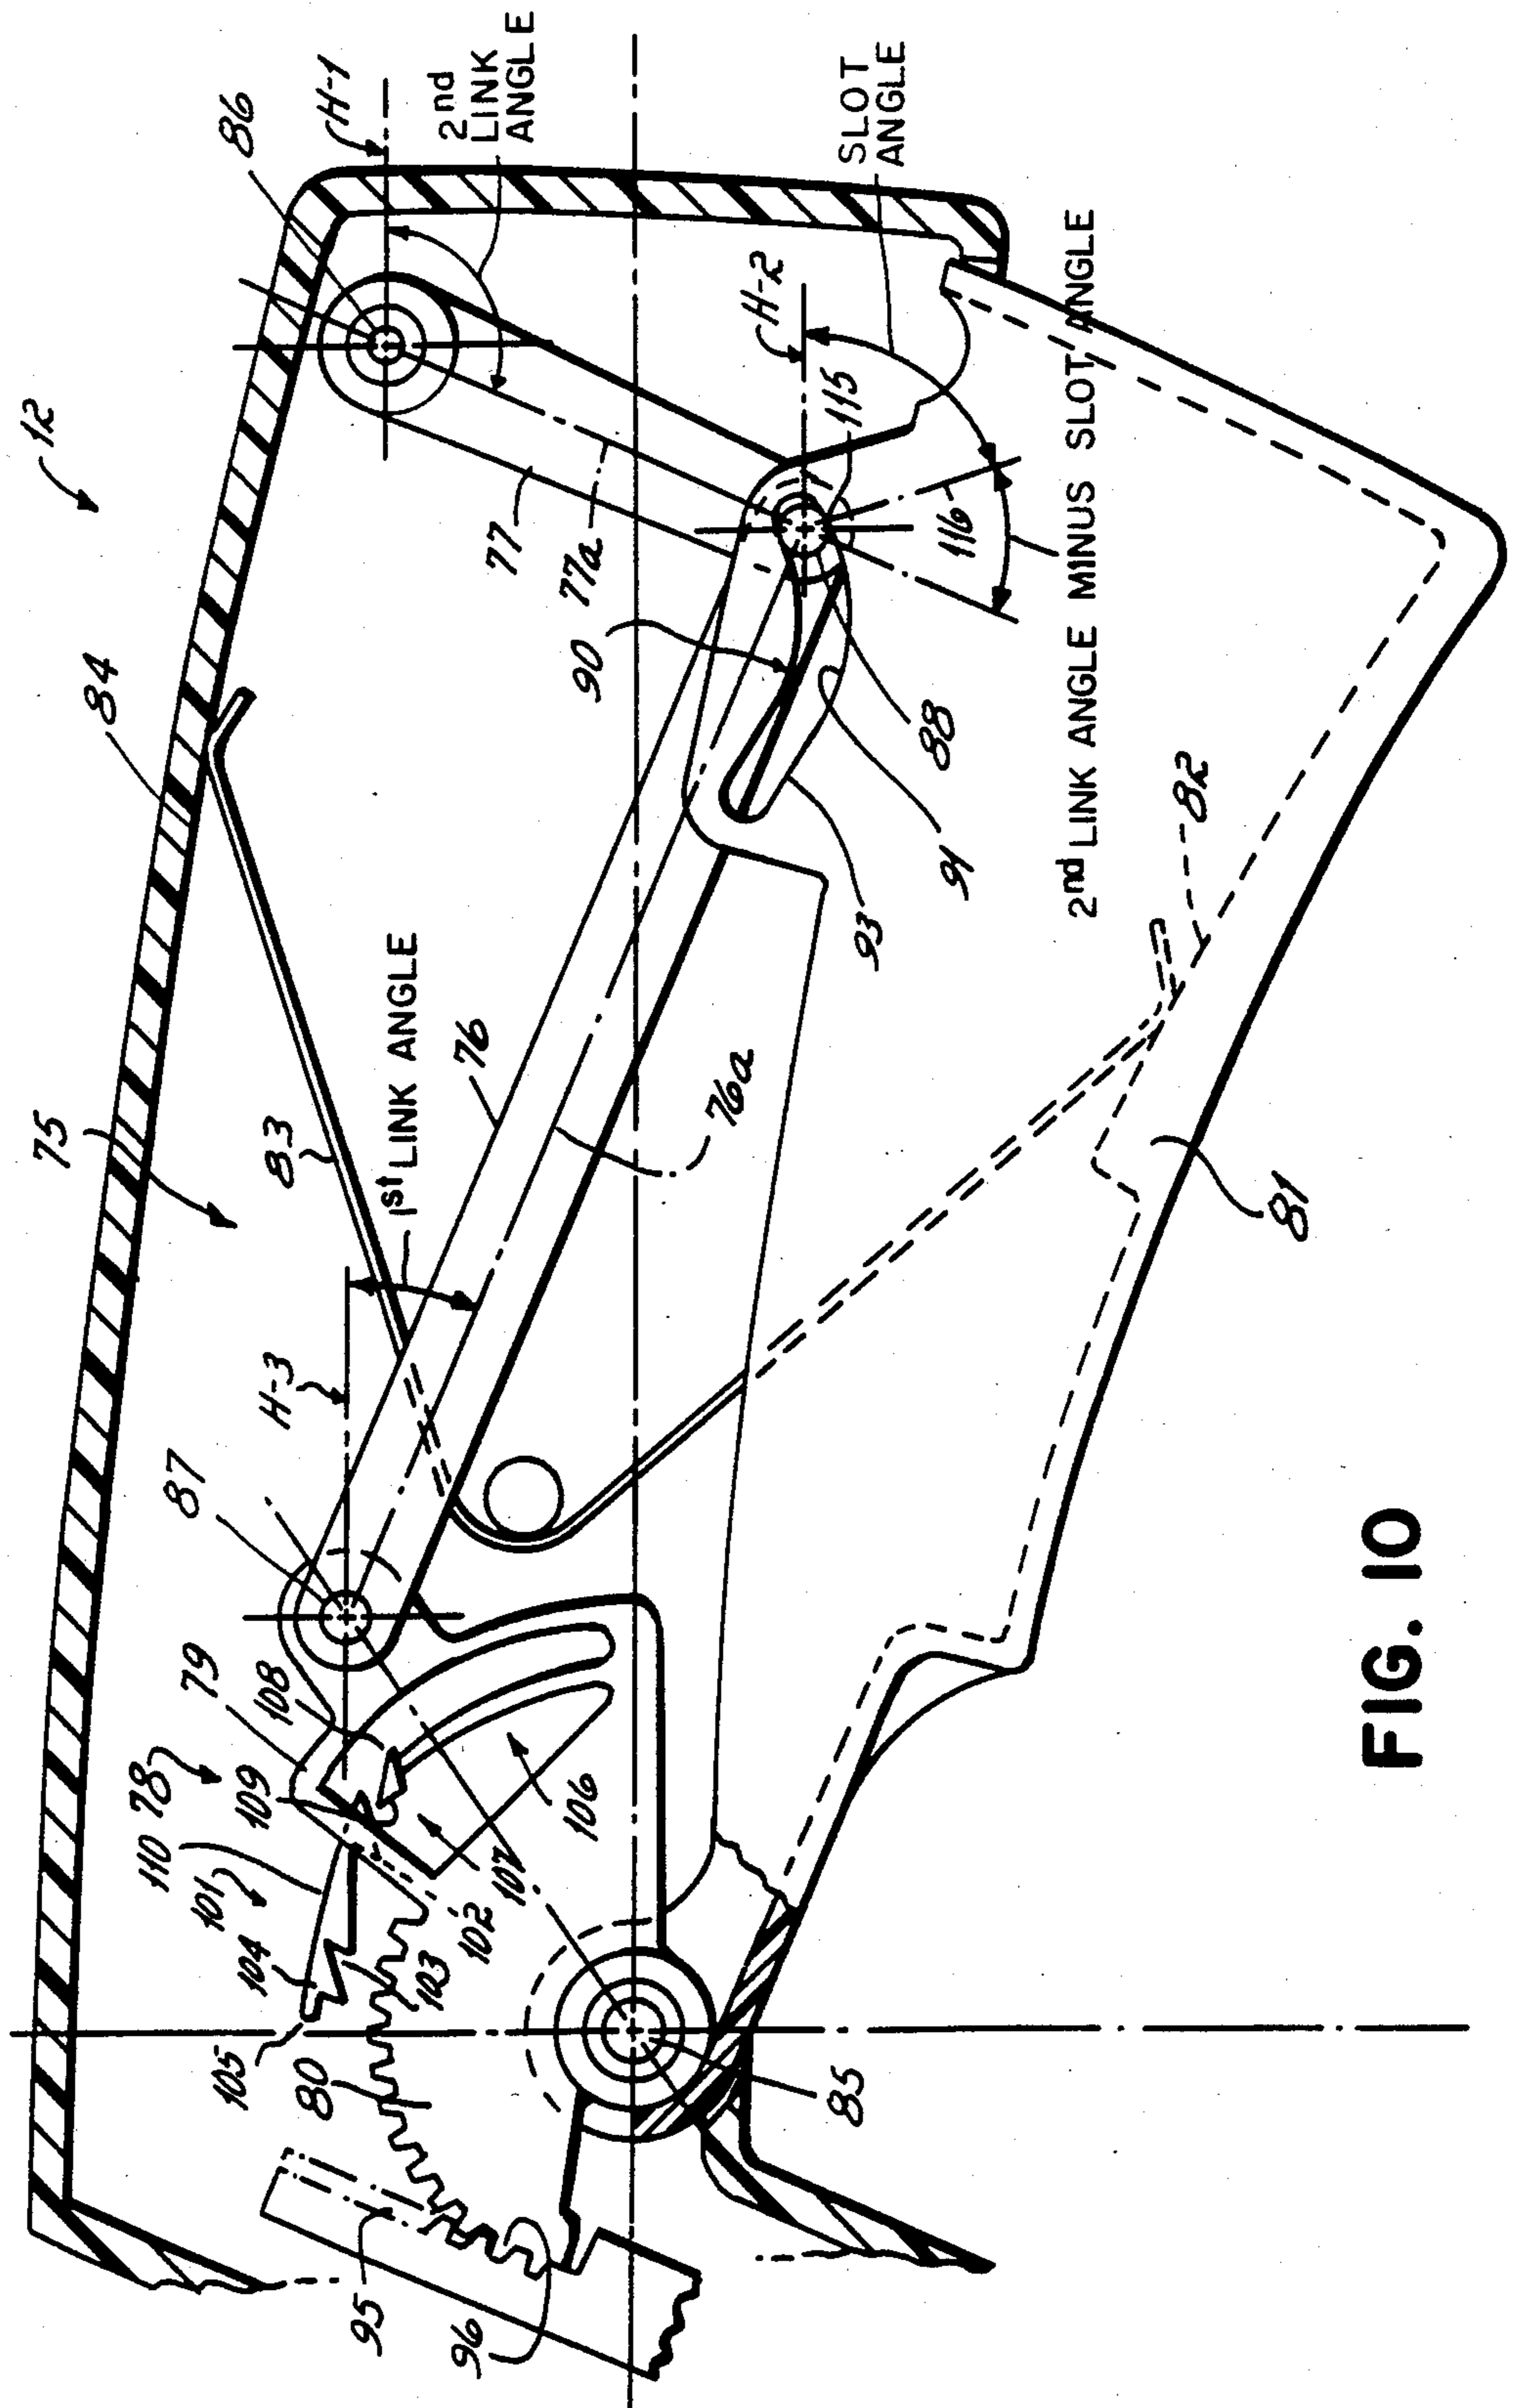 12
86
H-1
2nd
LINK
ANGLE
84
75
83
77
77a
90
H-2
SLOT
ANGLE
115
116
1st LINK ANGLE
76
76a
H-3
87
88
91
93
2nd LINK ANGLE MINUS SLOT ANGLE
82
81
79
108
78
109
110
101
104
105
106
107
102
103
80
85
95
96
FIG. 10